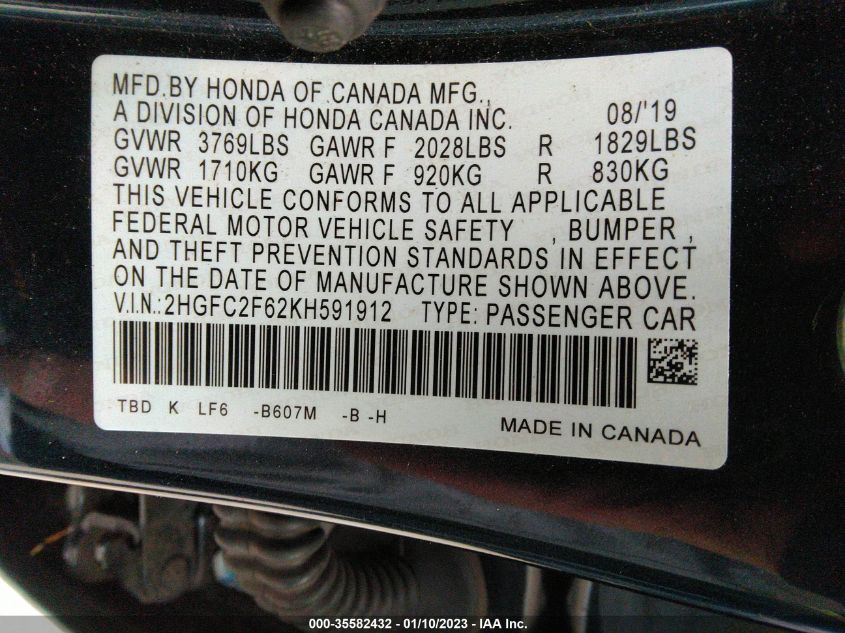 MFD.BY HONDA OF CANADA MFG.,
A DIVISION OF HONDA CANADA INC. 08/'19
GVWR 3769LBS GAWR F 2028LBS R 1829LBS
GVWR 1710KG GAWR F 920KG R 830KG
THIS VEHICLE CONFORMS TO ALL APPLICABLE
FEDERAL MOTOR VEHICLE SAFETY , BUMPER ,
AND THEFT PREVENTION STANDARDS IN EFFECT
ON THE DATE OF MANUFACTURE SHOWN ABOVE.
V.I.N.:2HGFC2F62KH591912 TYPE: PASSENGER CAR
TBD K LF6 -B607M -B -H
MADE IN CANADA
000-35582432 - 01/10/2023 - IAA Inc.